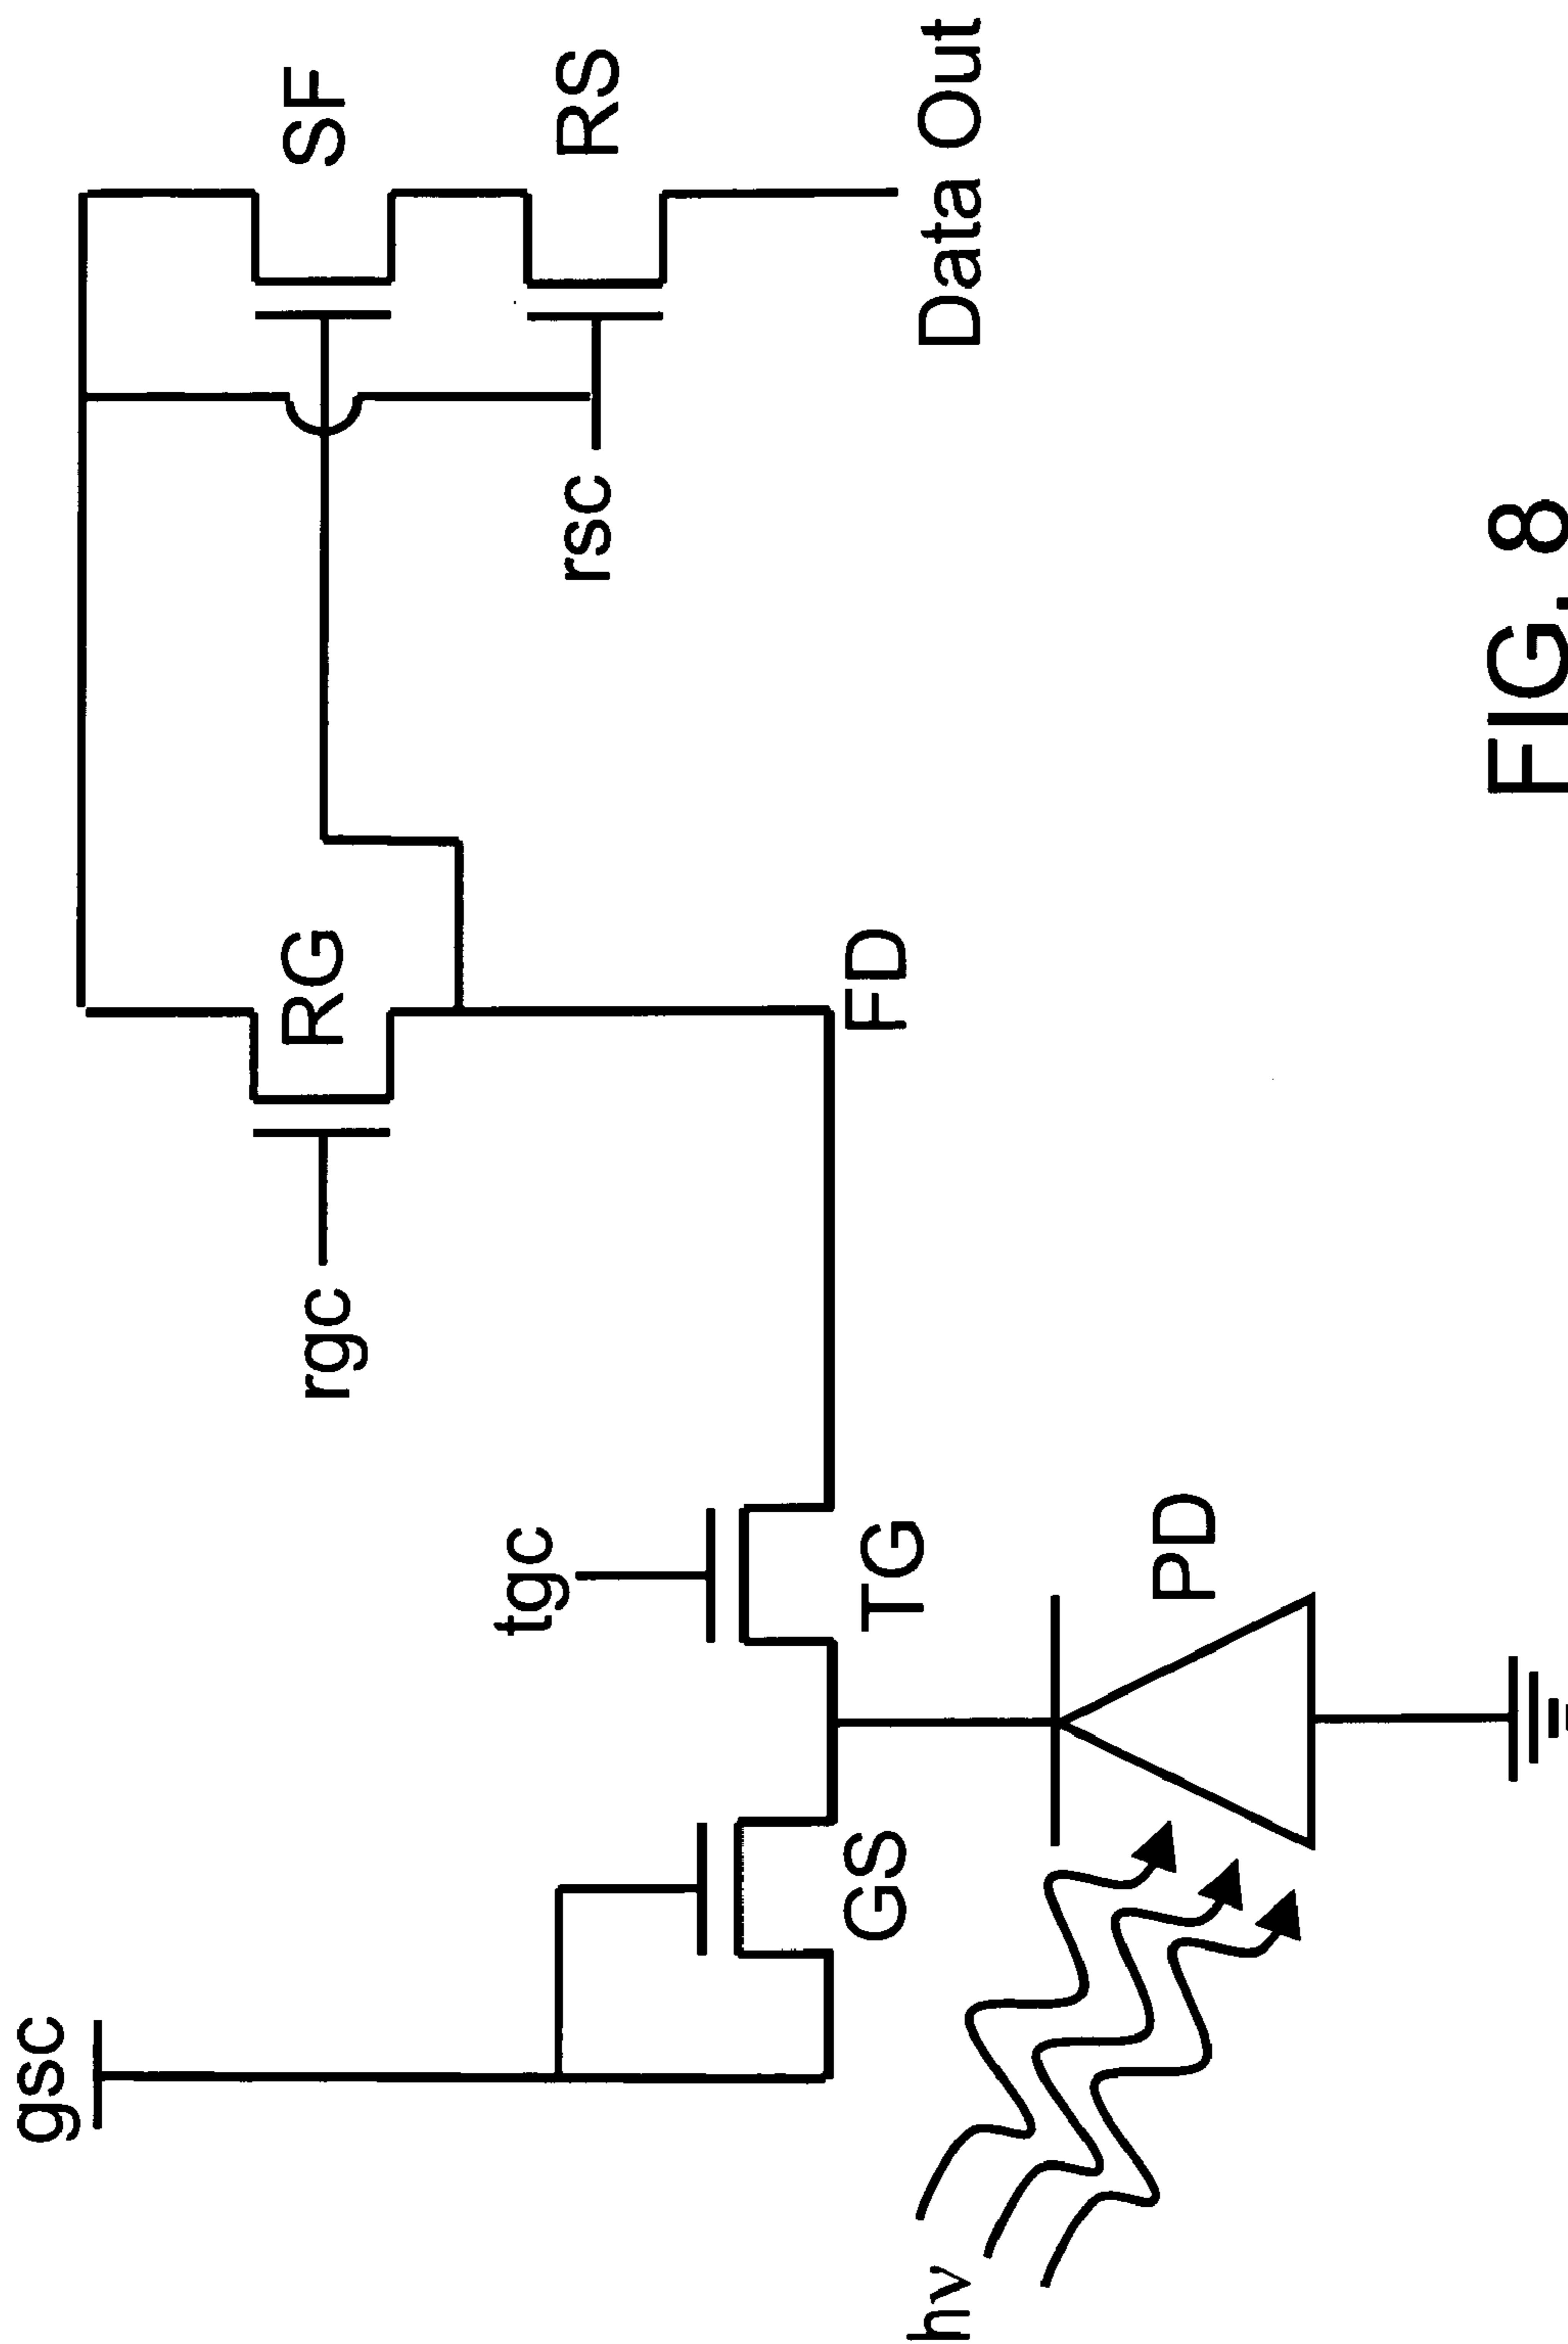 gsc
rgc
RG
SF
rsc
RS
tgc
GS
TG
FD
Data Out
hν
PD
FIG. 8